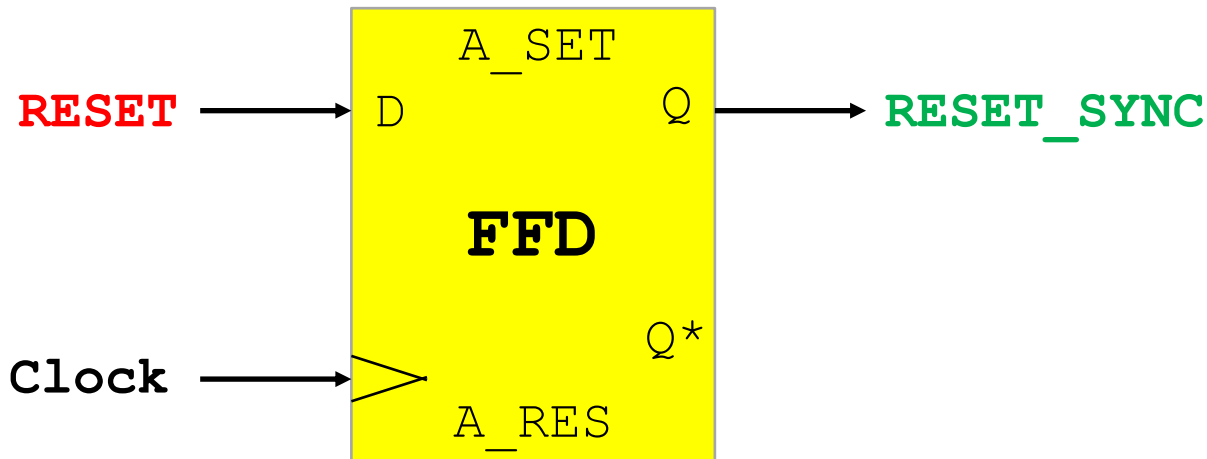 A_SET
RESET D Q RESET_SYNC
FFD
Q*
Clock
A_RES